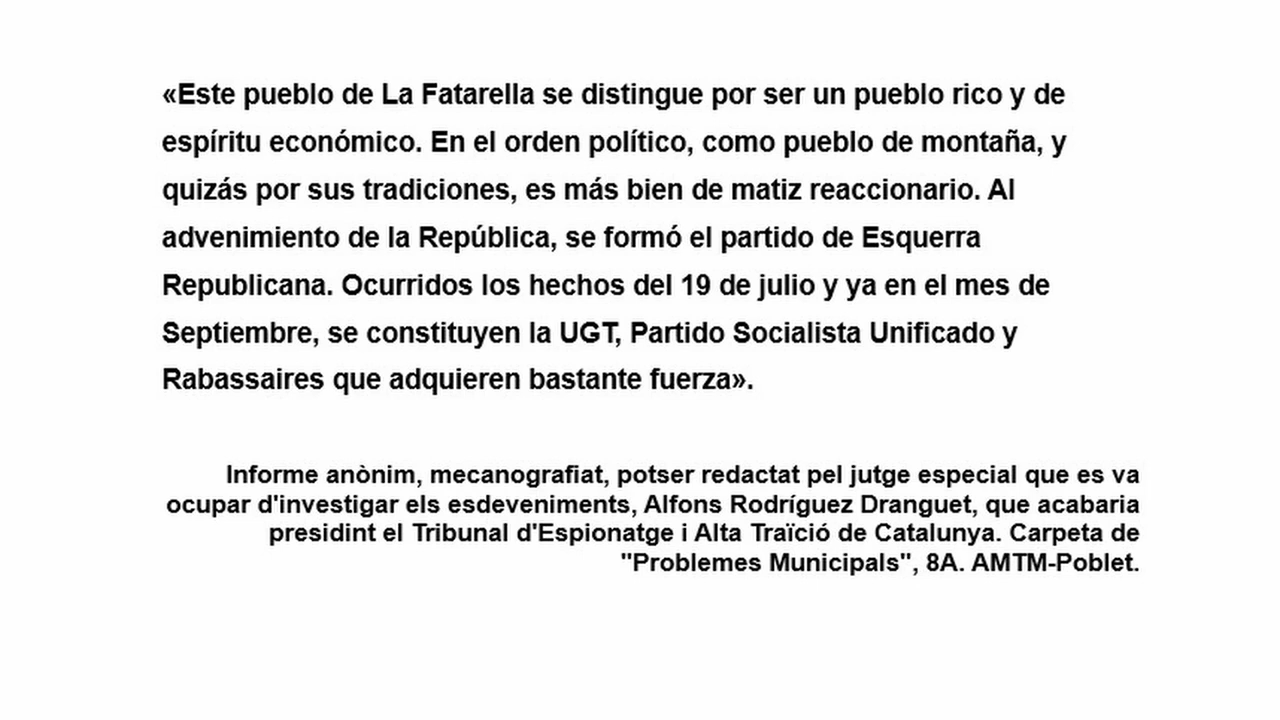 «Este pueblo de La Fatarella se distingue por ser un pueblo rico y de
espíritu económico. En el orden político, como pueblo de montaña, y
quizás por sus tradiciones, es más bien de matiz reaccionario. Al
advenimiento de la República, se formó el partido de Esquerra
Republicana. Ocurridos los hechos del 19 de julio y ya en el mes de
Septiembre, se constituyen la UGT, Partido Socialista Unificado y
Rabassaires que adquieren bastante fuerza».
Informe anònim, mecanografiat, potser redactat pel jutge especial que es va
ocupar d'investigar els esdeveniments, Alfons Rodríguez Dranguet, que acabaria
presidint el Tribunal d'Espionatge i Alta Traïció de Catalunya. Carpeta de
"Problemes Municipals", 8A. AMTM-Poblet.